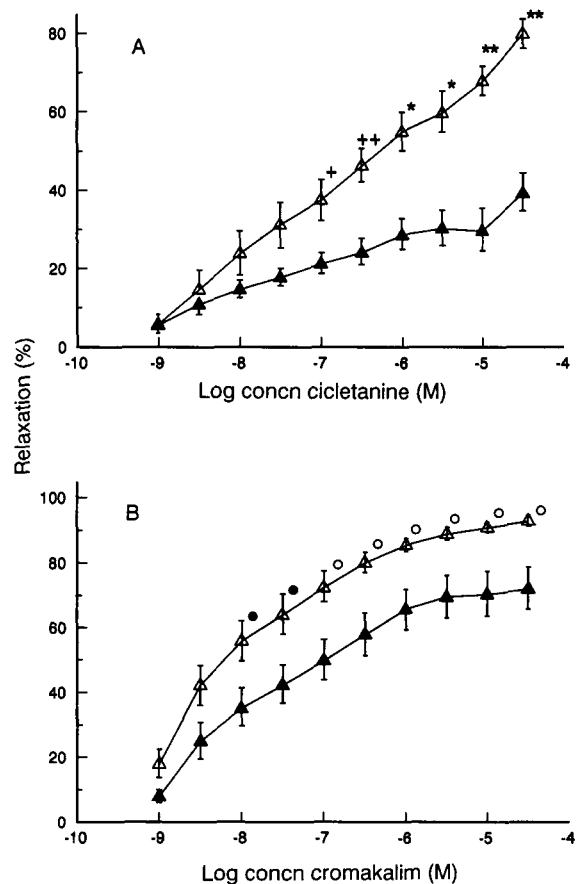 A
80
60
40
20
0
+
++
*
*
**
**
-10 -9 -8 -7 -6 -5 -4
Log concn cicletanine (M)
Relaxation (%)
B
100
80
60
40
20
0
-10 -9 -8 -7 -6 -5 -4
Log concn cromakalim (M)